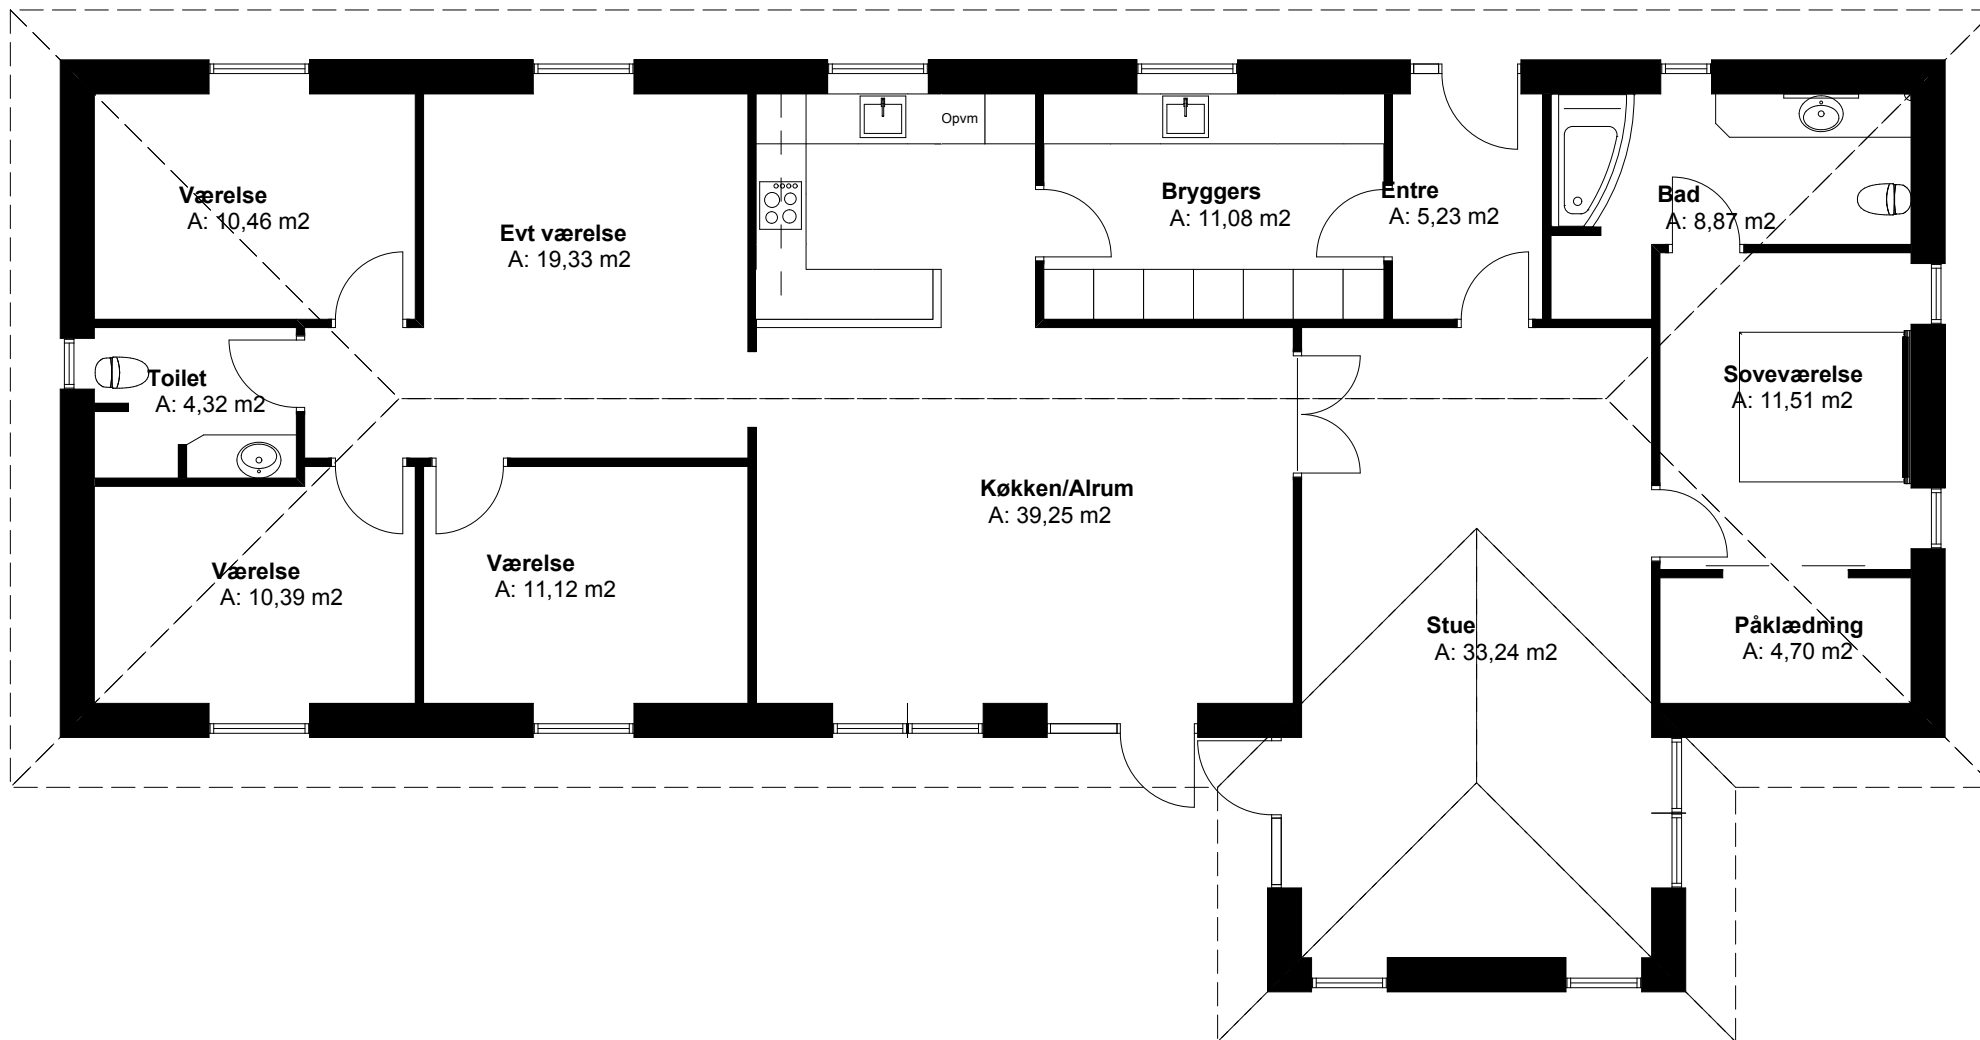 Opvm
Værelse
A: 10,46 m2
Evt værelse
A: 19,33 m2
Bryggers
A: 11,08 m2
Entre
A: 5,23 m2
Bad
A: 8,87 m2
Toilet
A: 4,32 m2
Soveværelse
A: 11,51 m2
Køkken/Alrum
A: 39,25 m2
Værelse
A: 10,39 m2
Værelse
A: 11,12 m2
Stue
A: 33,24 m2
Påklædning
A: 4,70 m2